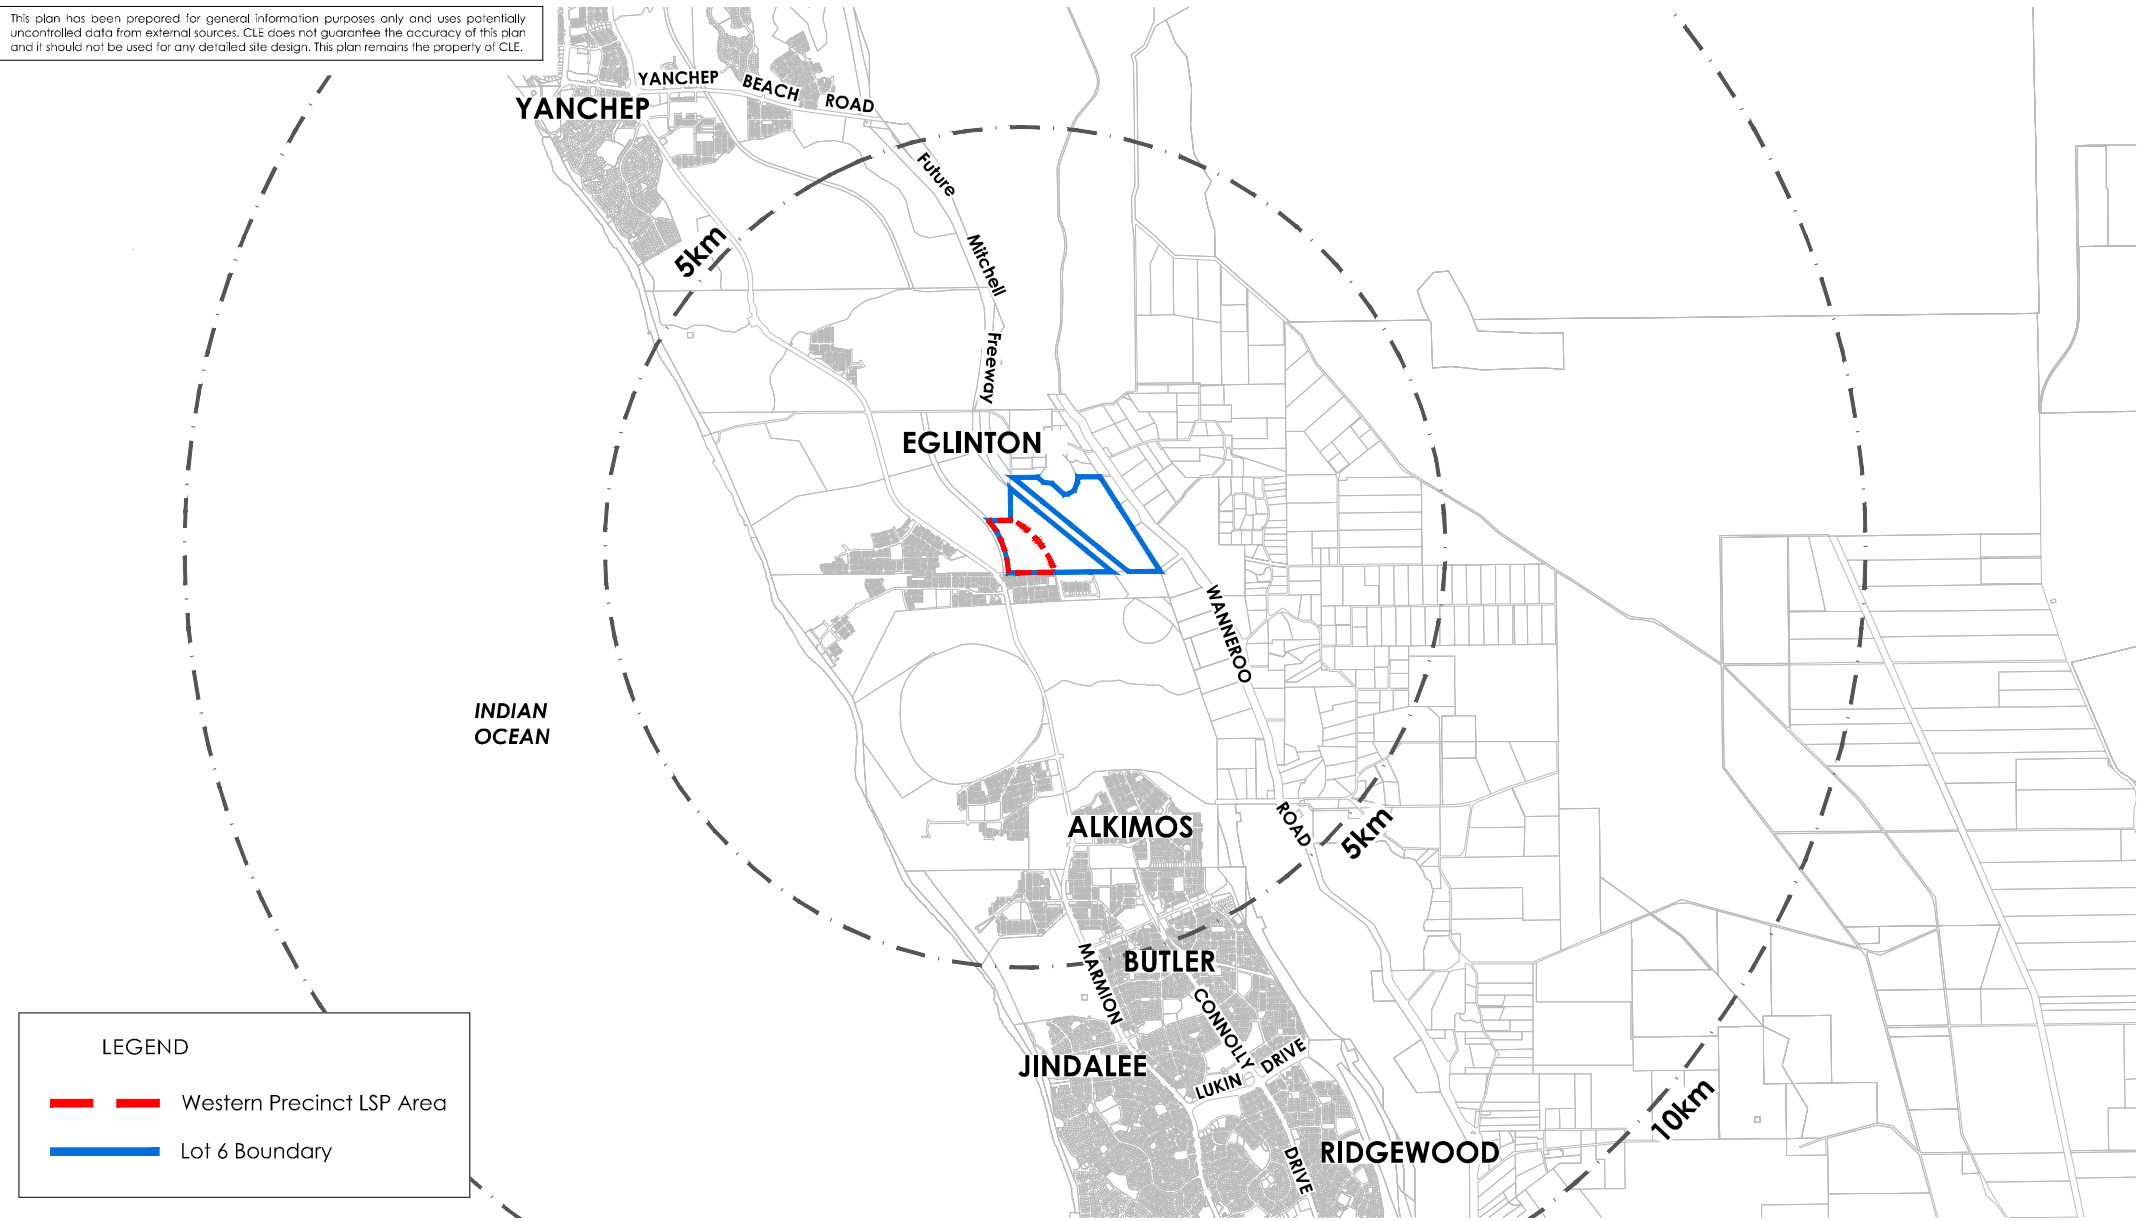 This plan has been prepared for general information purposes only and uses potentially
uncontrolled data from external sources. CLE does not guarantee the accuracy of this plan
and it should not be used for any detailed site design. This plan remains the property of CLE.
YANCHEP BEACH ROAD
YANCHEP
Future
Mitchell
Freeway
5km
EGLINTON
WANNEROO
ROAD
INDIAN
OCEAN
ALKIMOS
5km
BUTLER
MARMION
CONNOLLY
DRIVE
LUKIN DRIVE
JINDALEE
RIDGEWOOD
10km
LEGEND
Western Precinct LSP Area
Lot 6 Boundary